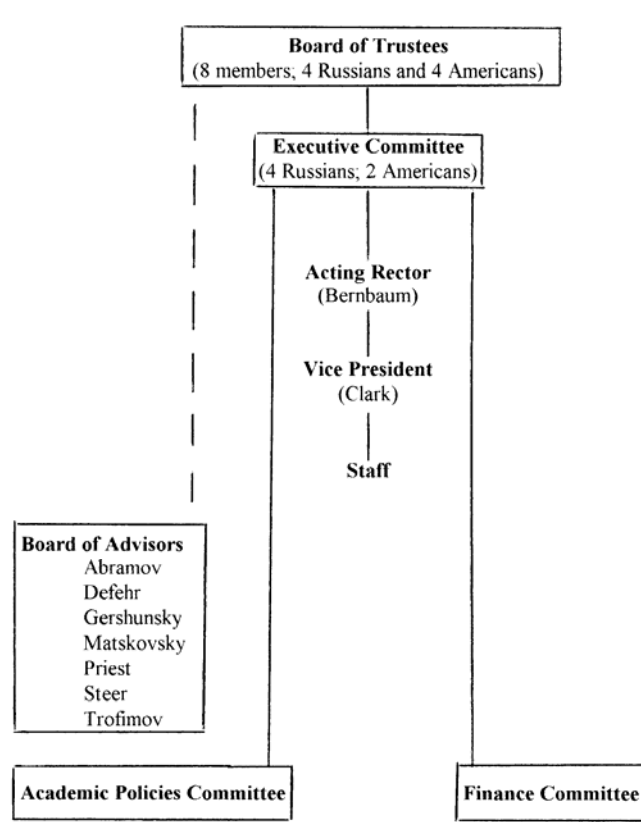 Board of Trustees
(8 members; 4 Russians and 4 Americans)
Executive Committee
(4 Russians; 2 Americans)
Acting Rector
(Bernbaum)
Vice President
(Clark)
Staff
Board of Advisors
Abramov
Defehr
Gershunsky
Matskovsky
Priest
Steer
Trofimov
Academic Policies Committee
Finance Committee